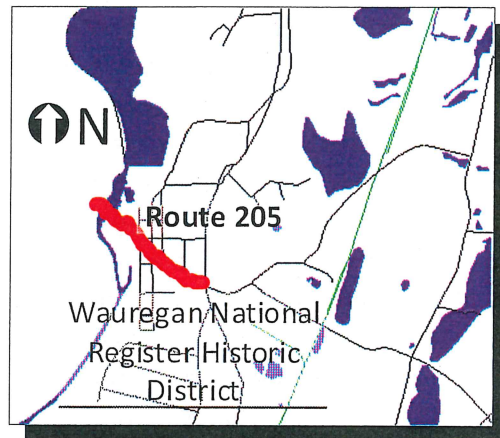 N
Route 205
Wauregan National
Register Historic
District